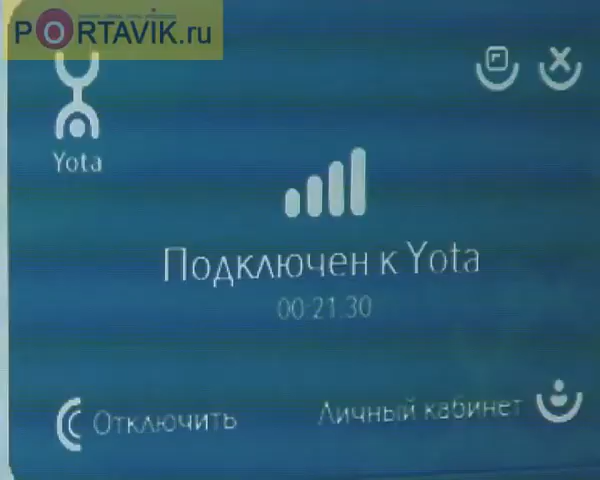 PORTAVIK.ru
Yota
Подключен к Yota
00:21:30
Отключить
Личный кабинет